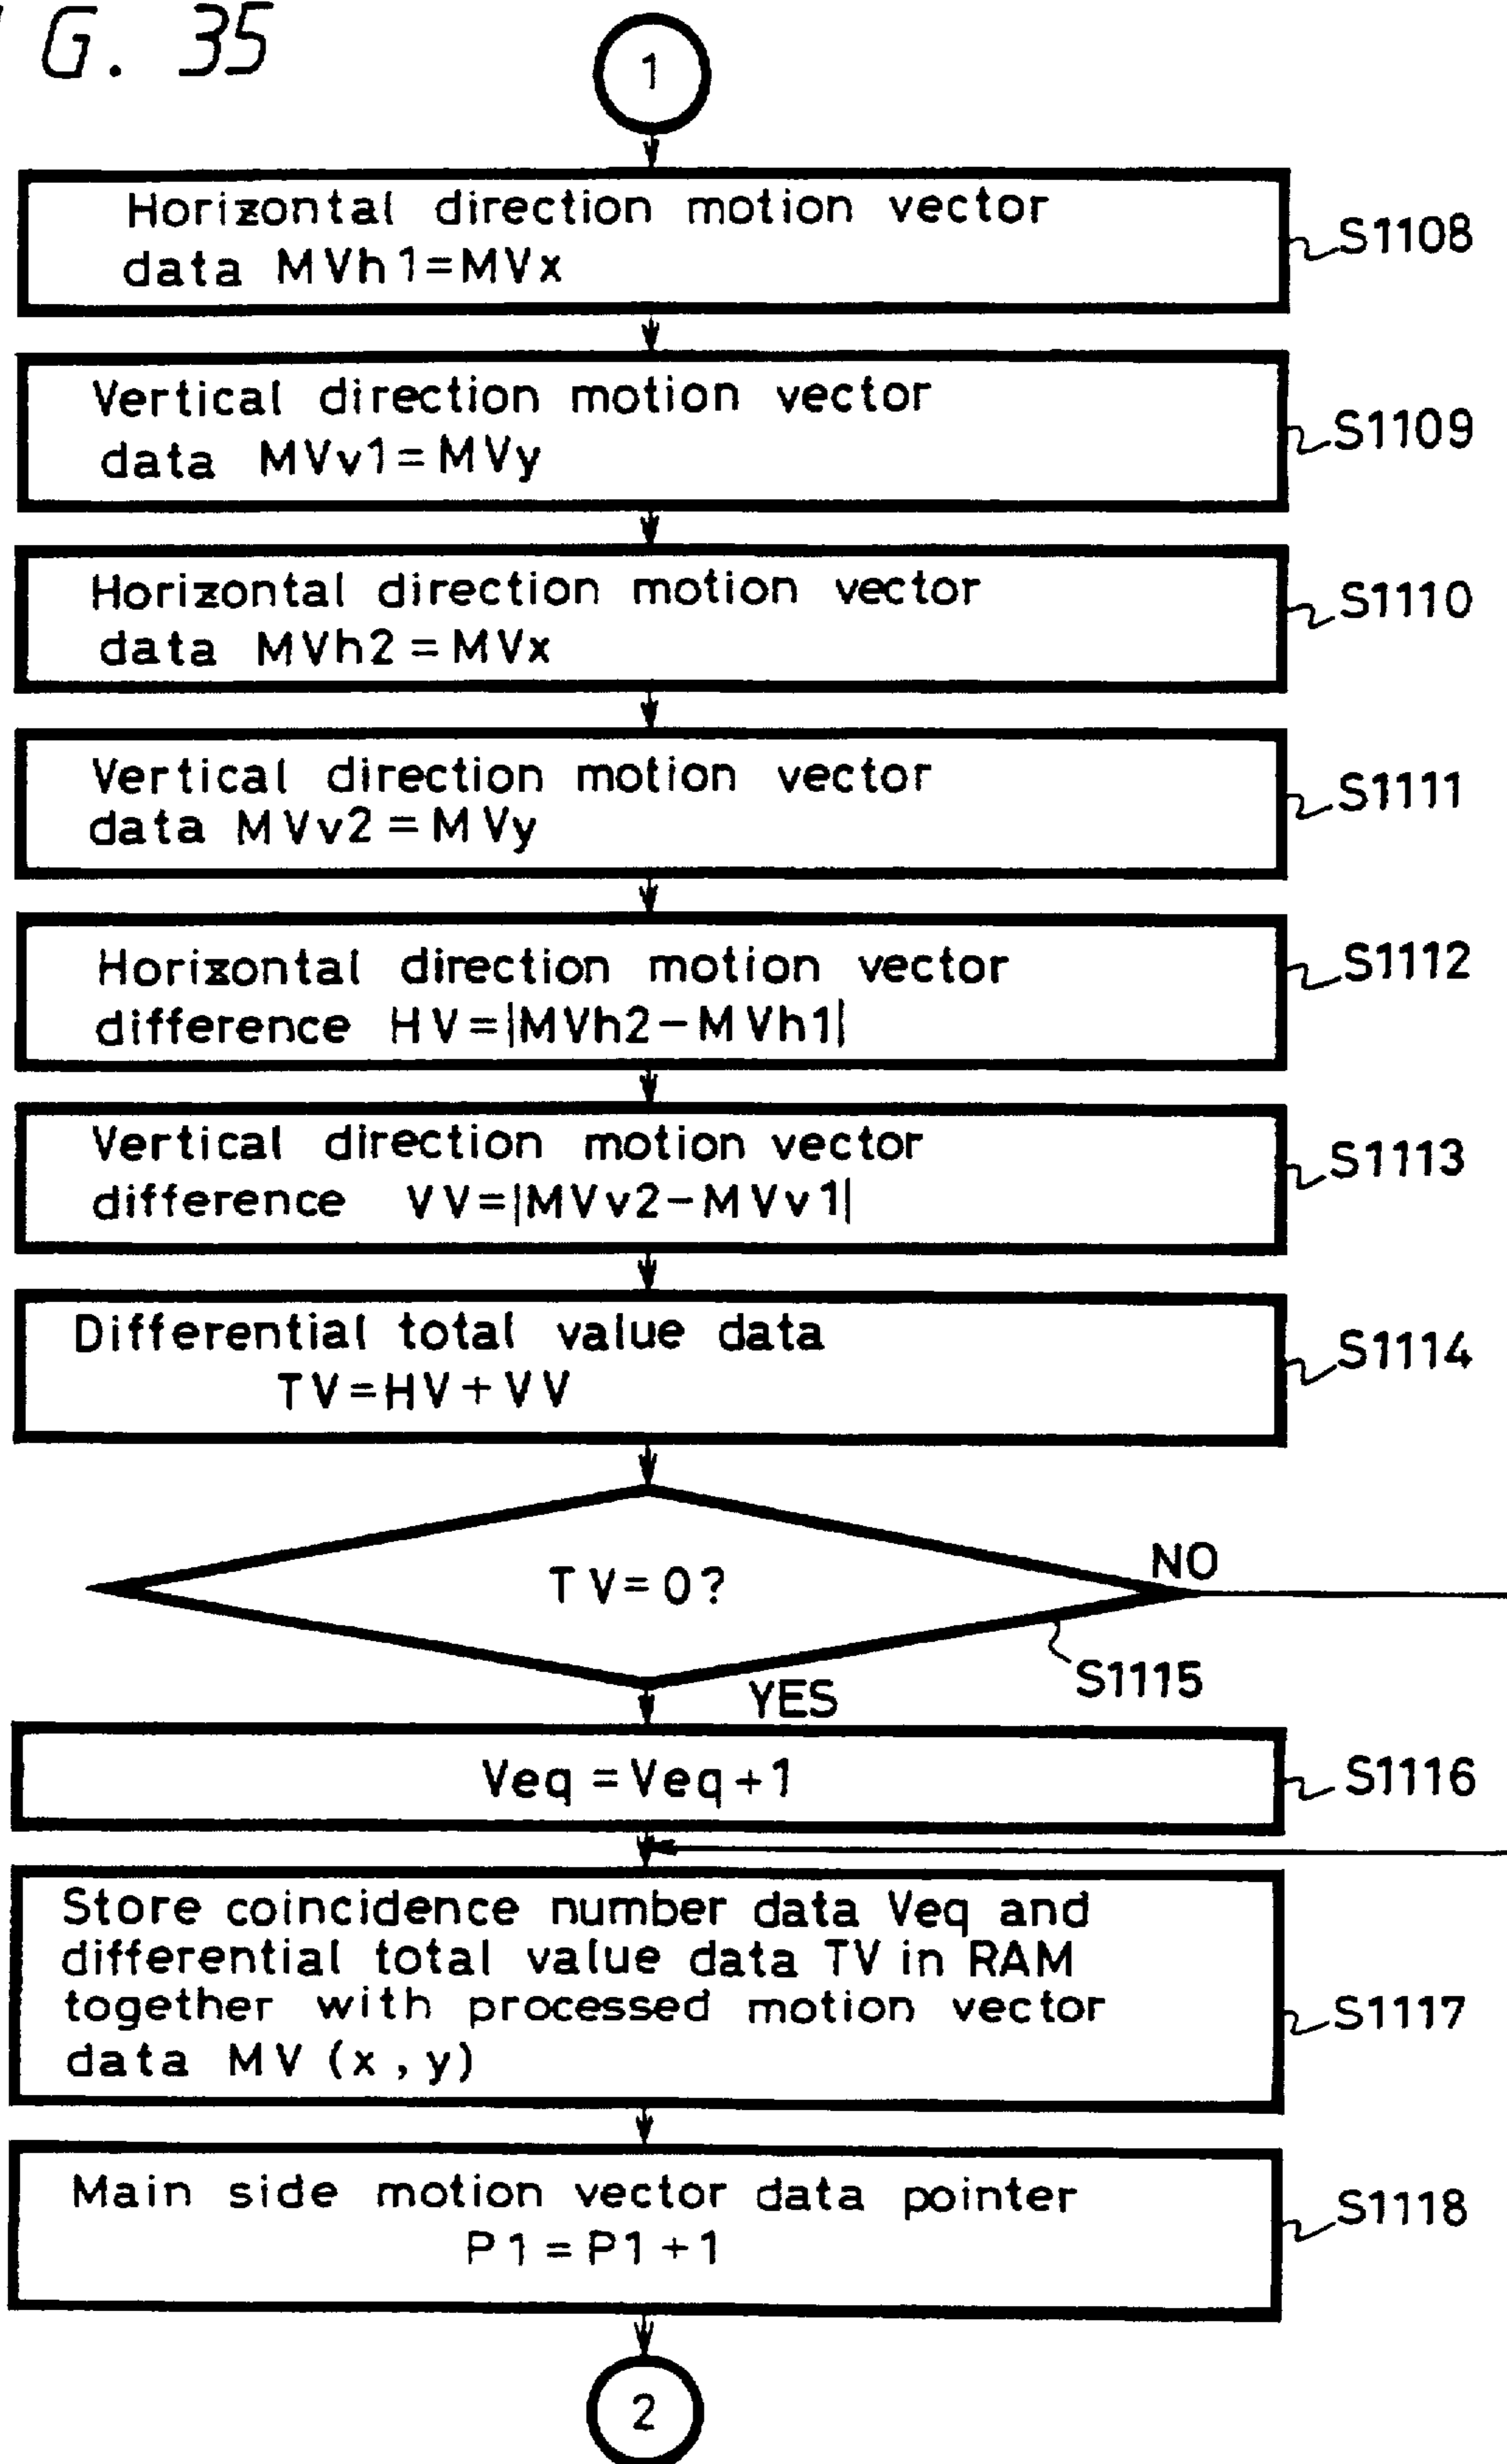 G. 35
1
Horizontal direction motion vector
data MVh1=MVx
S1108
Vertical direction motion vector
data MVv1=MVy
S1109
Horizontal direction motion vector
data MVh2=MVx
S1110
Vertical direction motion vector
data MVv2=MVy
S1111
Horizontal direction motion vector
difference HV=|MVh2-MVh1|
S1112
Vertical direction motion vector
difference VV=|MVv2-MVv1|
S1113
Differential total value data
TV=HV+VV
S1114
TV=0?
NO
S1115
YES
Veq=Veq+1
S1116
Store coincidence number data Veq and
differential total value data TV in RAM
together with processed motion vector
data MV(x,y)
S1117
Main side motion vector data pointer
P1=P1+1
S1118
2